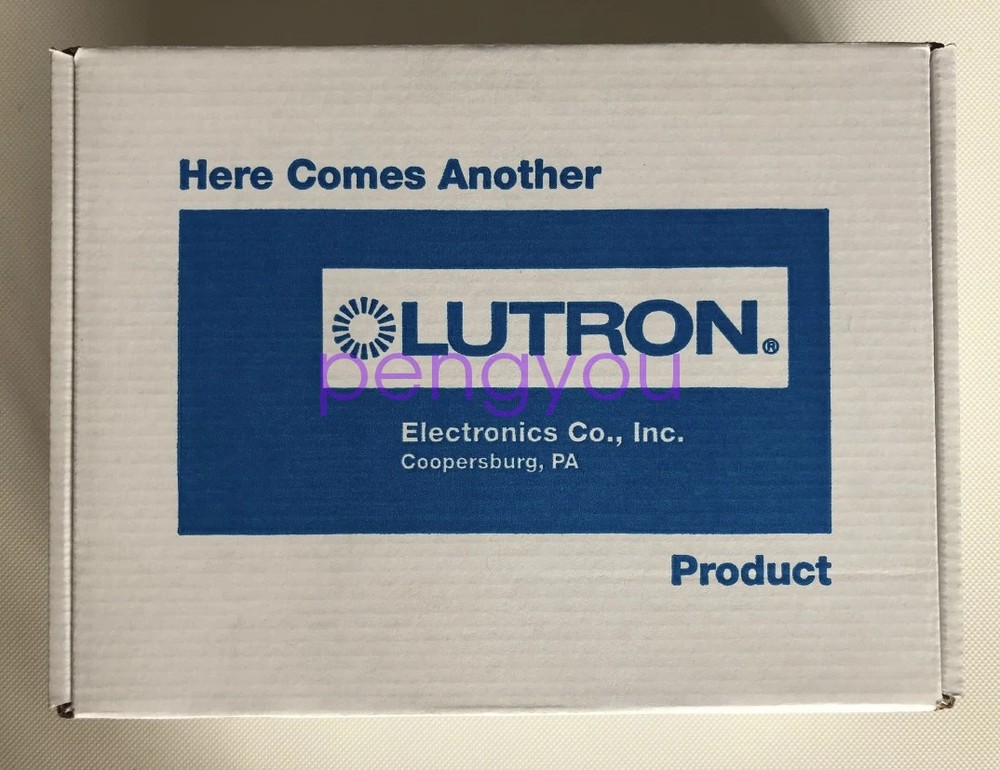 Here Comes Another
LUTRON®
pengyou
Electronics Co., Inc.
Coopersburg, PA
Product